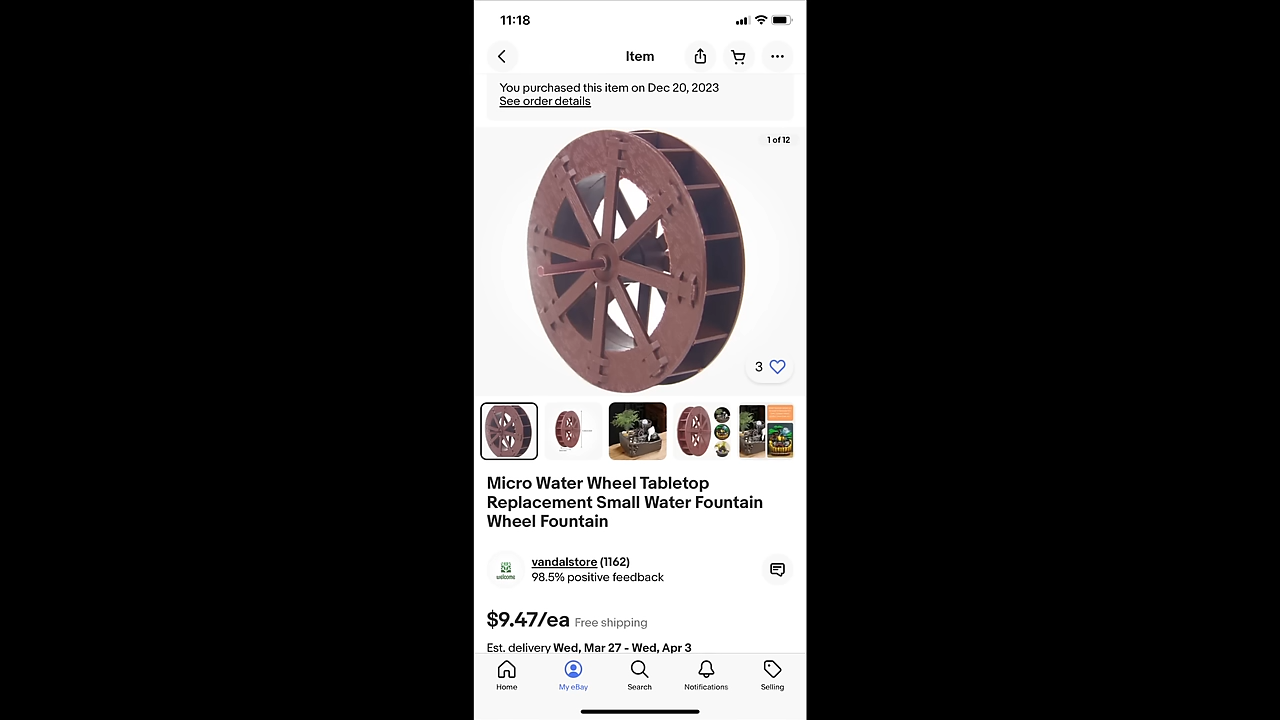 11:18
Item
You purchased this item on Dec 20, 2023
See order details
1 of 12
3
Micro Water Wheel Tabletop
Replacement Small Water Fountain
Wheel Fountain
welcome
vandalstore (1162)
98.5% positive feedback
$9.47/ea Free shipping
Est. delivery Wed, Mar 27 - Wed, Apr 3
Home
My eBay
Search
Notifications
Selling